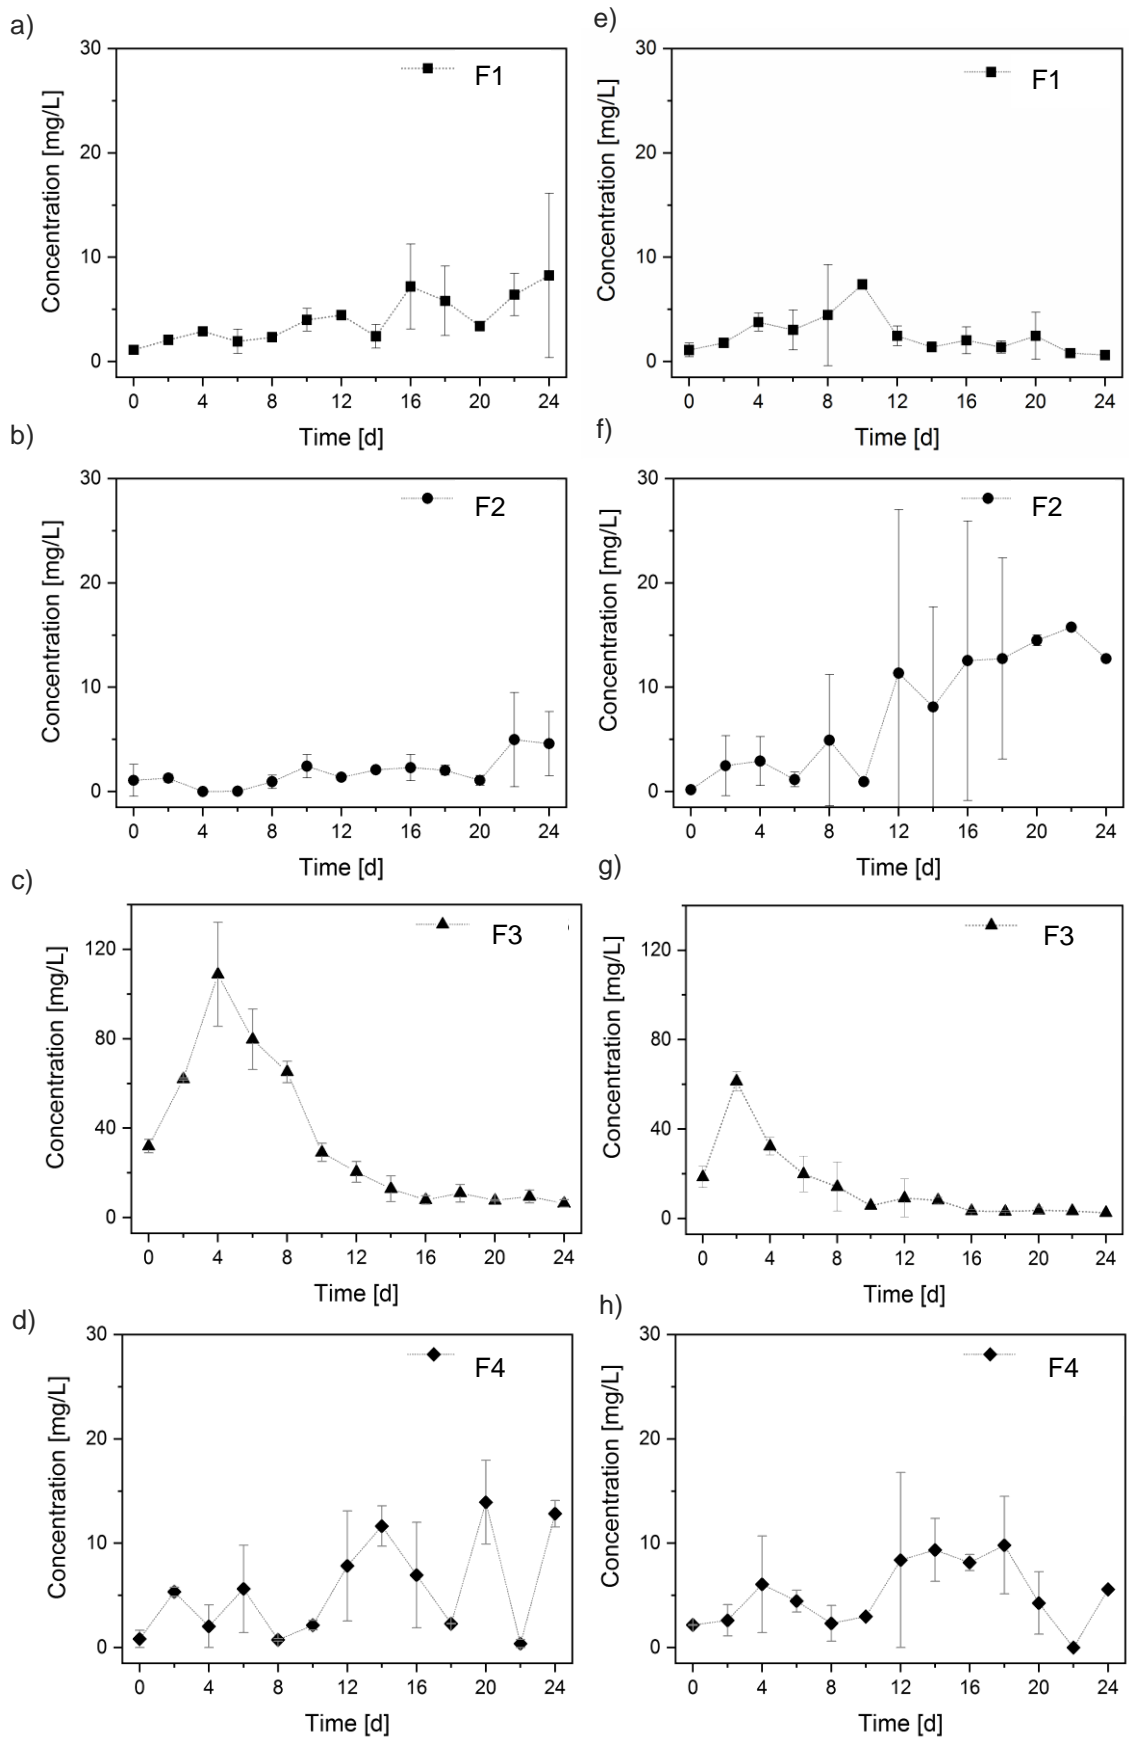 a)
30
20
10
0
Concentration [mg/L]
F1
0 4 8 12 16 20 24
Time [d]
e)
30
20
10
0
Concentration [mg/L]
F1
0 4 8 12 16 20 24
Time [d]
b)
30
20
10
0
Concentration [mg/L]
F2
0 4 8 12 16 20 24
Time [d]
f)
30
20
10
0
Concentration [mg/L]
F2
0 4 8 12 16 20 24
Time [d]
c)
120
80
40
0
Concentration [mg/L]
F3
0 4 8 12 16 20 24
Time [d]
g)
120
80
40
0
Concentration [mg/L]
F3
0 4 8 12 16 20 24
Time [d]
d)
30
20
10
0
Concentration [mg/L]
F4
0 4 8 12 16 20 24
Time [d]
h)
30
20
10
0
Concentration [mg/L]
F4
0 4 8 12 16 20 24
Time [d]